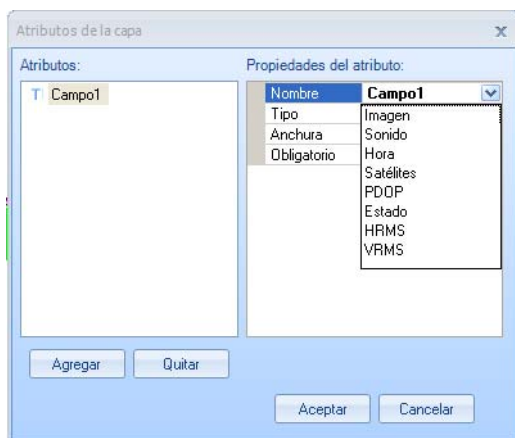 Atributos de la capa
Atributos:
Campo1
Propiedades del atributo:
Nombre Campo1
Tipo
Anchura
Obligatorio
Imagen
Sonido
Hora
Satélites
PDOP
Estado
HRMS
VRMS
Agregar Quitar
Aceptar Cancelar